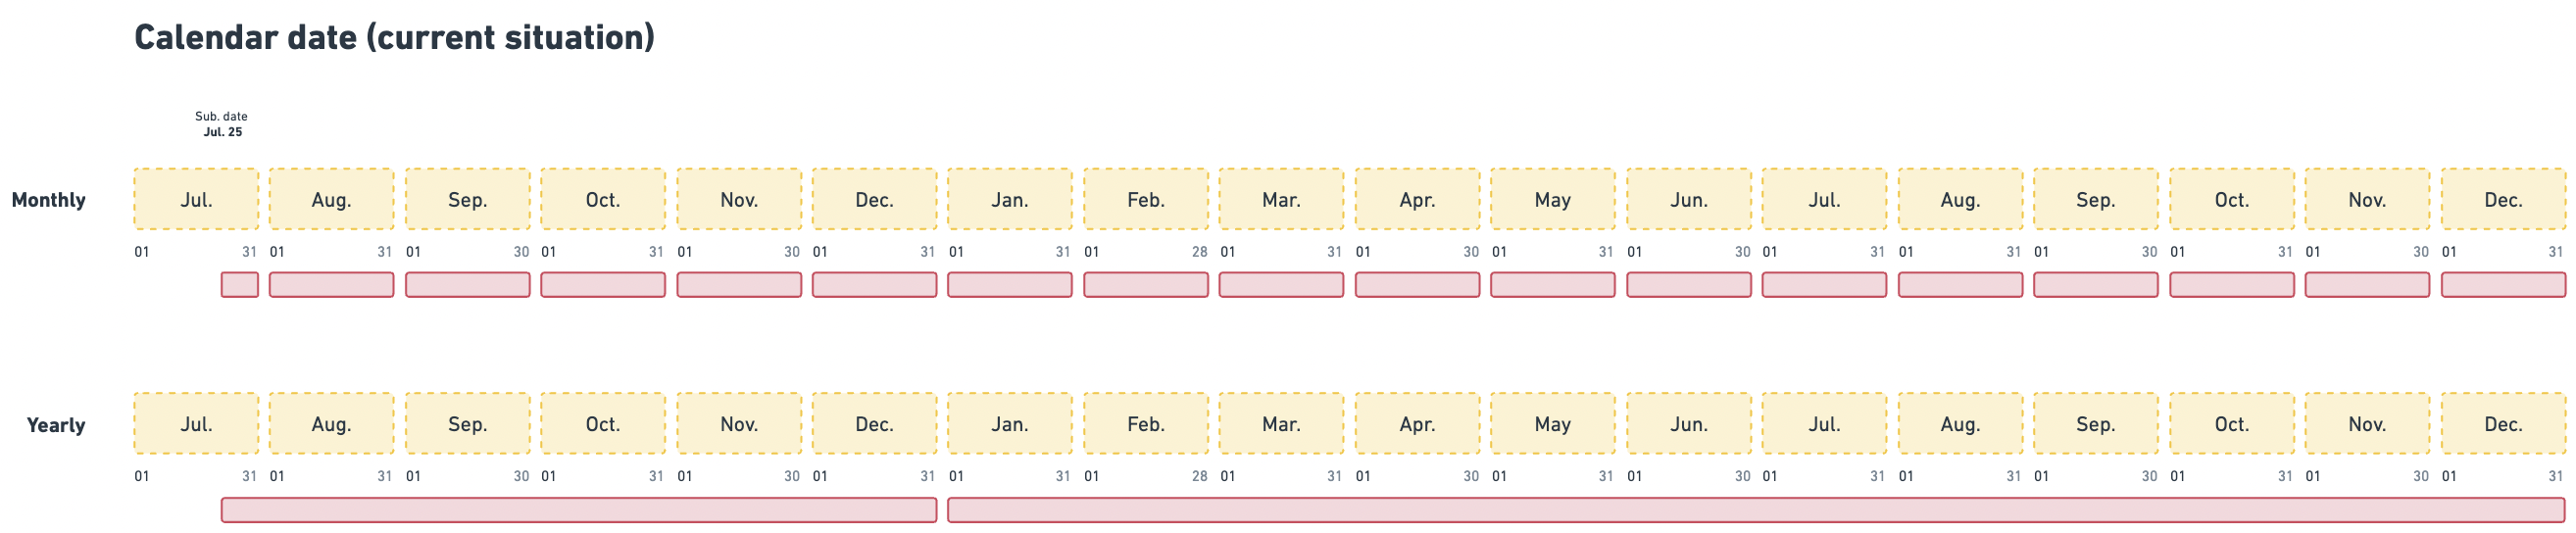 Calendar date (current situation)
Sub. date
Jul. 25
Monthly Jul. Aug. Sep. Oct. Nov. Dec. Jan. Feb. Mar. Apr. May Jun. Jul. Aug. Sep. Oct. Nov. Dec.
01 31 01 31 01 30 01 31 01 30 01 31 01 31 01 28 01 31 01 30 01 31 01 30 01 31 01 31 01 30 01 31 01 30 01 31
Yearly Jul. Aug. Sep. Oct. Nov. Dec. Jan. Feb. Mar. Apr. May Jun. Jul. Aug. Sep. Oct. Nov. Dec.
01 31 01 31 01 30 01 31 01 30 01 31 01 31 01 28 01 31 01 30 01 31 01 30 01 31 01 31 01 30 01 31 01 30 01 31